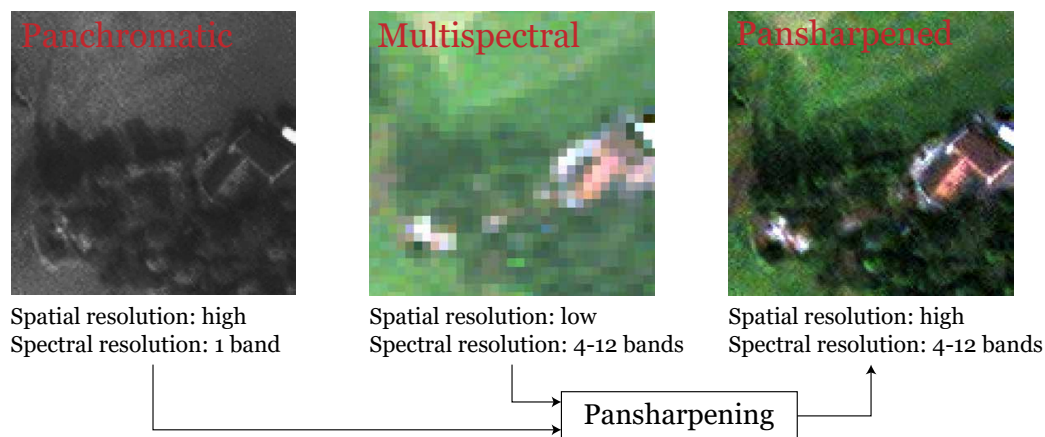 Panchromatic
Multispectral
Pansharpened
Spatial resolution: high
Spectral resolution: 1 band
Spatial resolution: low
Spectral resolution: 4-12 bands
Spatial resolution: high
Spectral resolution: 4-12 bands
Pansharpening